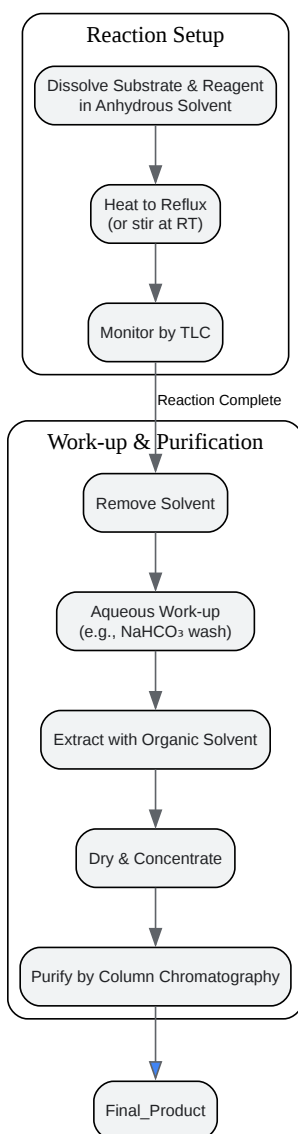 Reaction Setup
Dissolve Substrate & Reagent
in Anhydrous Solvent
Heat to Reflux
(or stir at RT)
Monitor by TLC
Reaction Complete
Work-up & Purification
Remove Solvent
Aqueous Work-up
(e.g., NaHCO₃ wash)
Extract with Organic Solvent
Dry & Concentrate
Purify by Column Chromatography
Final_Product